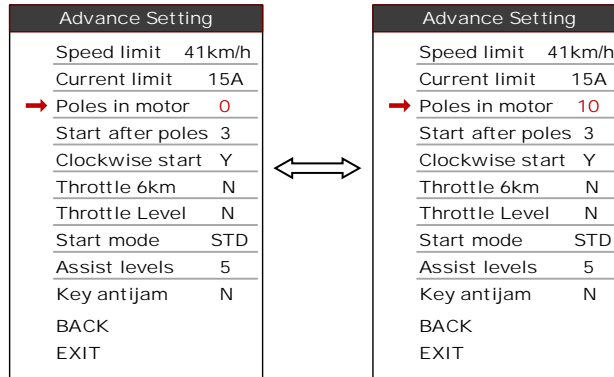 Advance Setting
Speed limit 41km/h
Current limit 15A
Poles in motor 0
Start after poles 3
Clockwise start Y
Throttle 6km N
Throttle Level N
Start mode STD
Assist levels 5
Key antijam N
BACK
EXIT
Advance Setting
Speed limit 41km/h
Current limit 15A
Poles in motor 10
Start after poles 3
Clockwise start Y
Throttle 6km N
Throttle Level N
Start mode STD
Assist levels 5
Key antijam N
BACK
EXIT